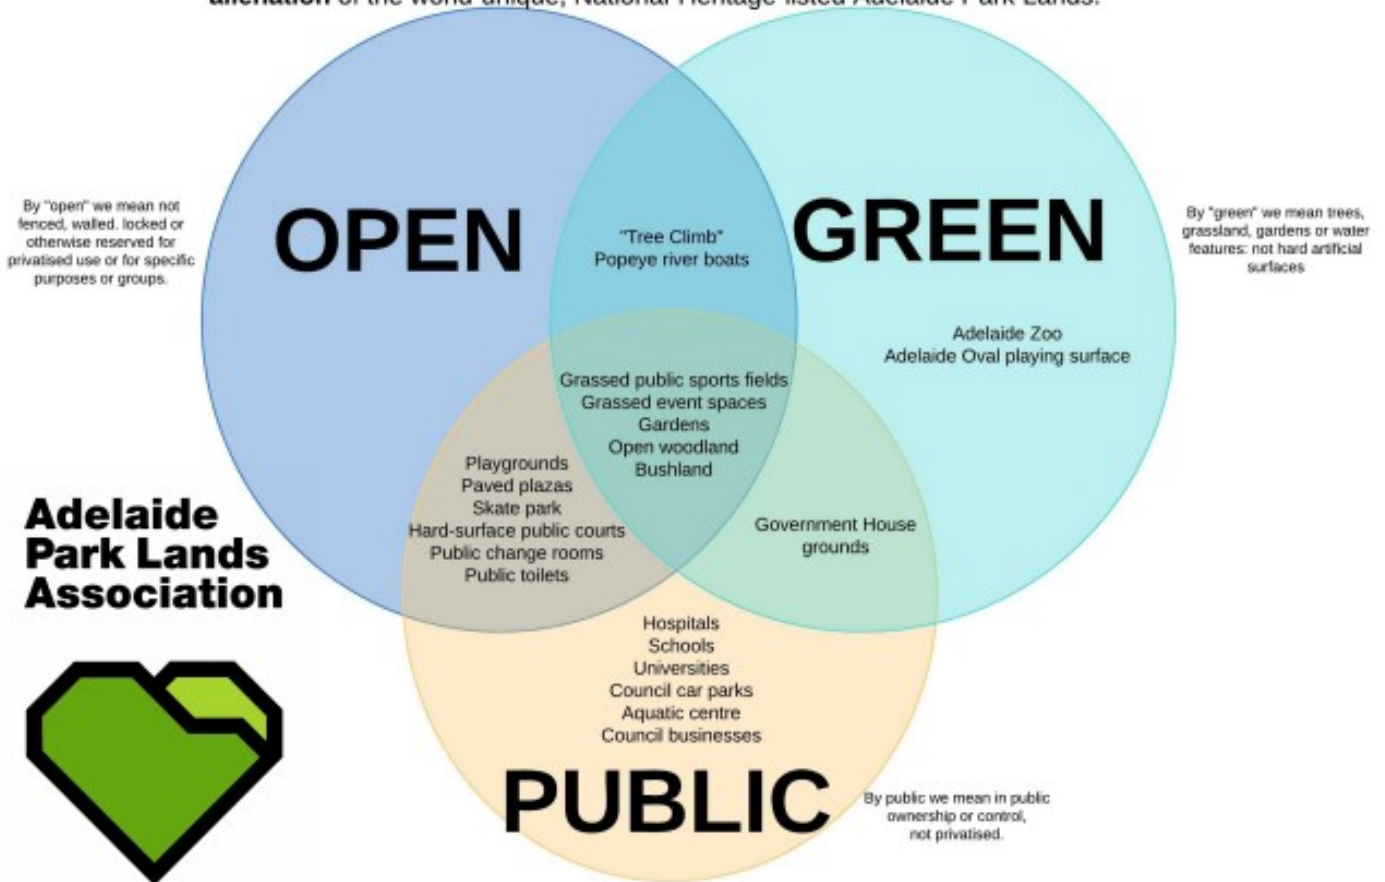 alienation of the world-unique, National Heritage-listed Adelaide Park Lands.
By "open" we mean not
fenced, walled. locked or
otherwise reserved for
privatised use or for specific
purposes or groups.
OPEN
"Tree Climb"
Popeye river boats
GREEN
By "green" we mean trees,
grassland, gardens or water
features: not hard artificial
surfaces
Adelaide Zoo
Adelaide Oval playing surface
Grassed public sports fields
Grassed event spaces
Gardens
Open woodland
Bushland
Playgrounds
Paved plazas
Skate park
Hard-surface public courts
Public change rooms
Public toilets
Government House
grounds
Adelaide
Park Lands
Association
Hospitals
Schools
Universities
Council car parks
Aquatic centre
Council businesses
PUBLIC
By public we mean in public
ownership or control,
not privatised.